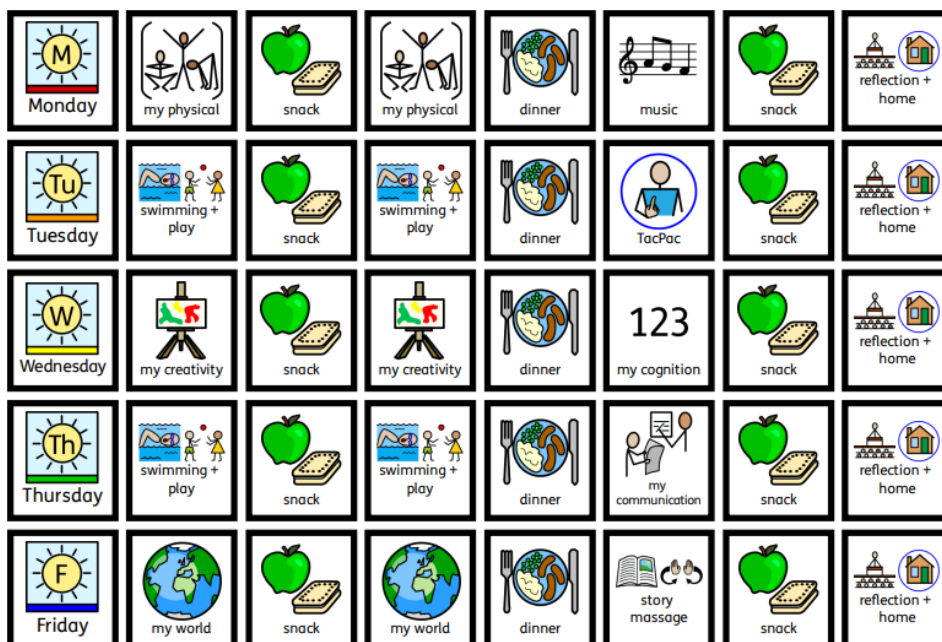 M
Monday
my physical
snack
my physical
dinner
music
snack
reflection +
home
Tu
Tuesday
swimming +
play
snack
swimming +
play
dinner
TacPac
snack
reflection +
home
W
Wednesday
my creativity
snack
my creativity
dinner
123
my cognition
snack
reflection +
home
Th
Thursday
swimming +
play
snack
swimming +
play
dinner
my
communication
snack
reflection +
home
F
Friday
my world
snack
my world
dinner
story
massage
snack
reflection +
home